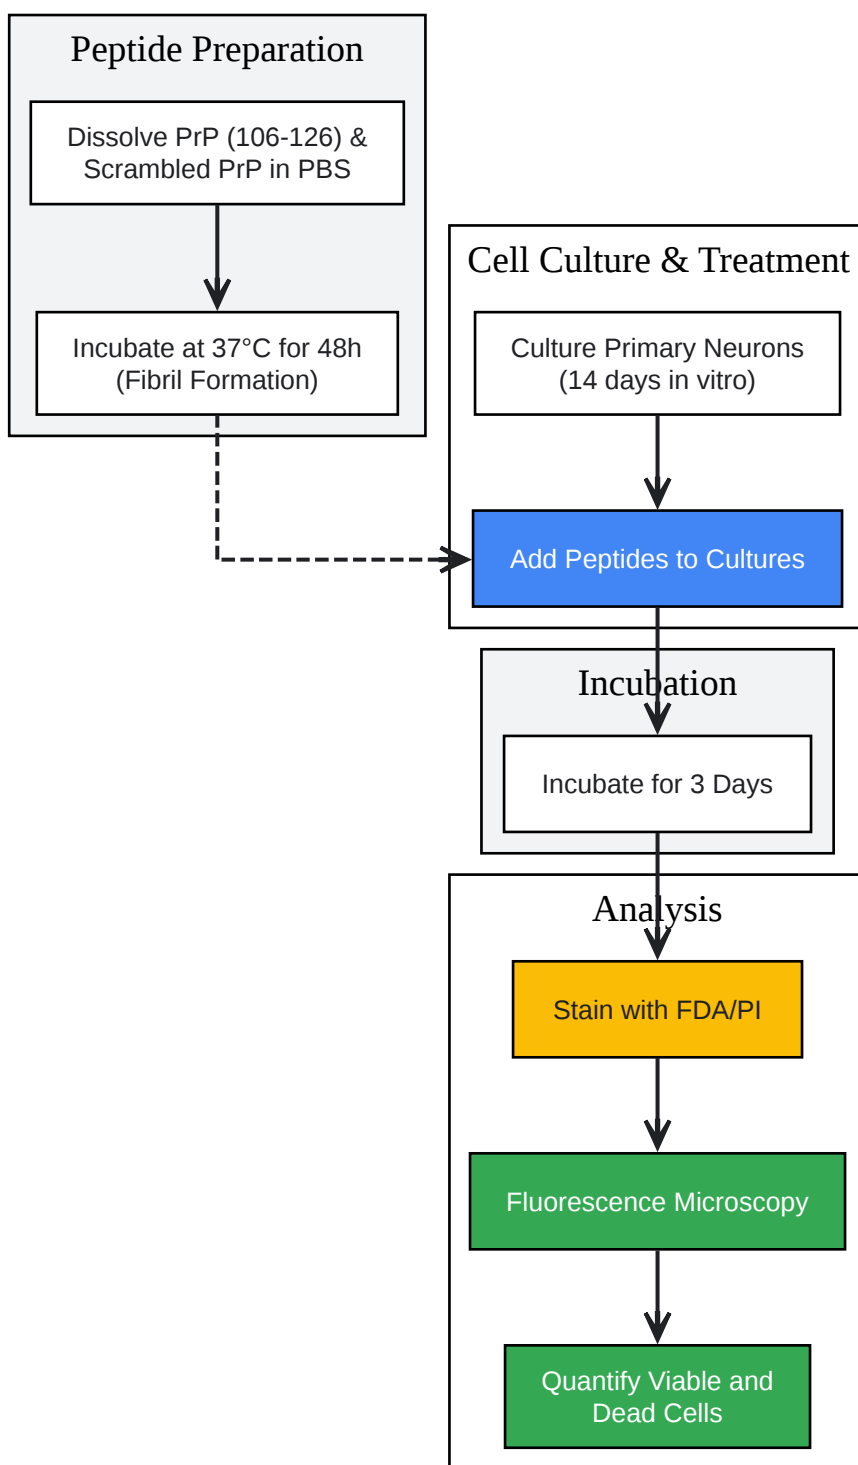 Peptide Preparation
Dissolve PrP (106-126) &
Scrambled PrP in PBS
Incubate at 37°C for 48h
(Fibril Formation)
Cell Culture & Treatment
Culture Primary Neurons
(14 days in vitro)
Add Peptides to Cultures
Incubation
Incubate for 3 Days
Analysis
Stain with FDA/PI
Fluorescence Microscopy
Quantify Viable and
Dead Cells